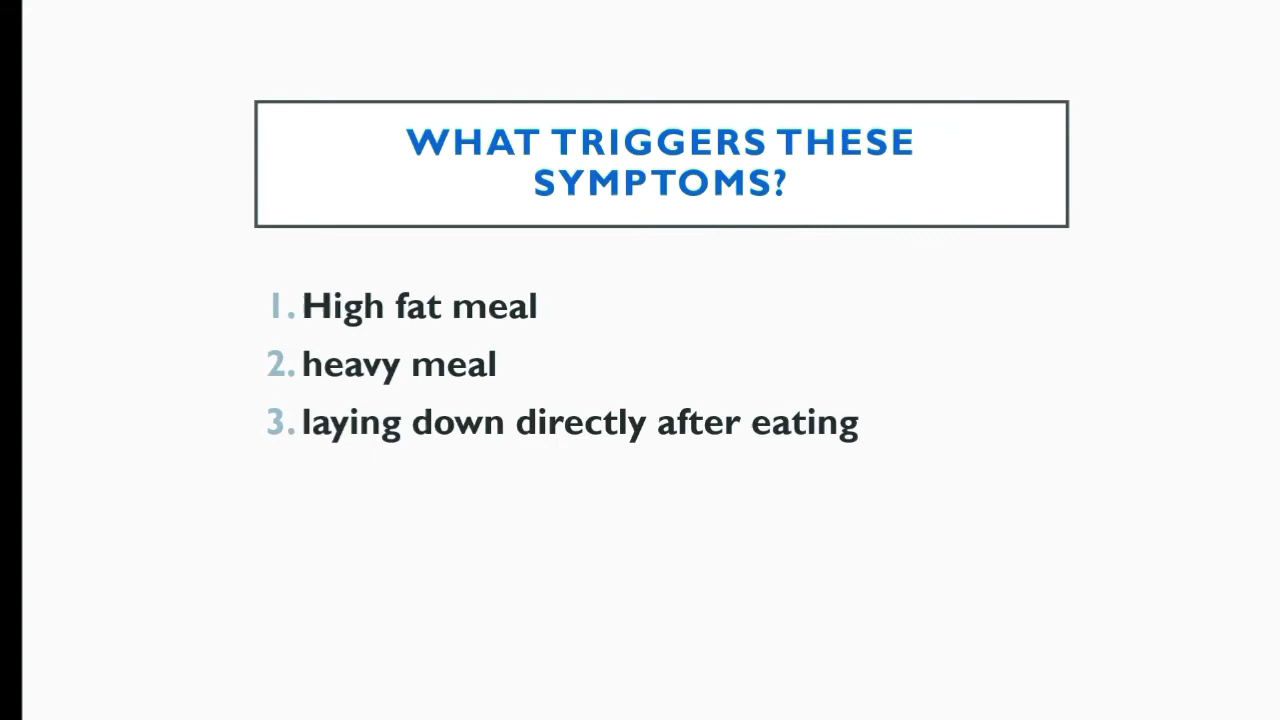 WHAT TRIGGERS THESE
SYMPTOMS?
1. High fat meal
2. heavy meal
3. laying down directly after eating